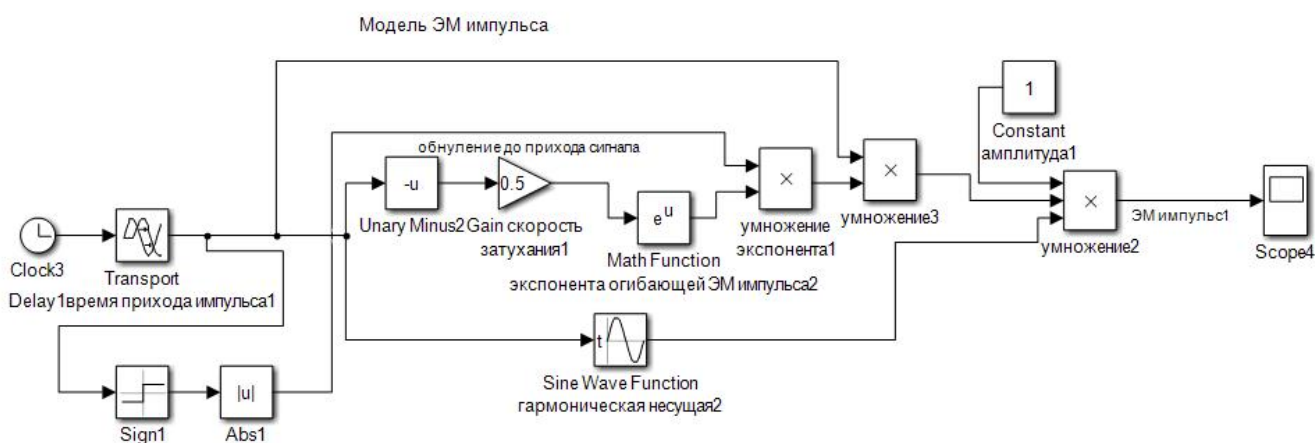 Модель ЭМ импульса
1
Constant
амплитуда1
обнуление до прихода сигнала
-u
0.5
×
×
Unary Minus2
Gain скорость
затухания1
e^u
умножение
экспонента1
умножение3
×
умножение2
ЭМ импульс1
Scope4
Clock3
Transport
Delay1время прихода импульса1
Math Function
экспонента огибающей ЭМ импульса2
t
Sine Wave Function
гармоническая несущая2
Sign1
|u|
Abs1